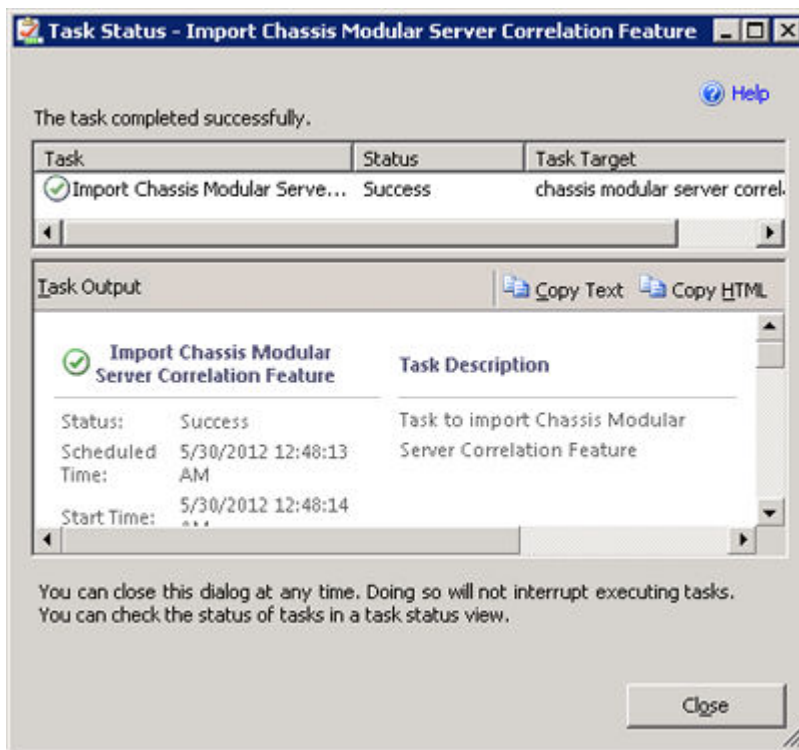 Task Status - Import Chassis Modular Server Correlation Feature
Help
The task completed successfully.
Task Status Task Target
Import Chassis Modular Serve... Success chassis modular server correl
Task Output Copy Text Copy HTML
Import Chassis Modular
Server Correlation Feature
Task Description
Status: Success
Scheduled Time: 5/30/2012 12:48:13 AM
Task to import Chassis Modular
Server Correlation Feature
Start Time: 5/30/2012 12:48:14
You can close this dialog at any time. Doing so will not interrupt executing tasks.
You can check the status of tasks in a task status view.
Close